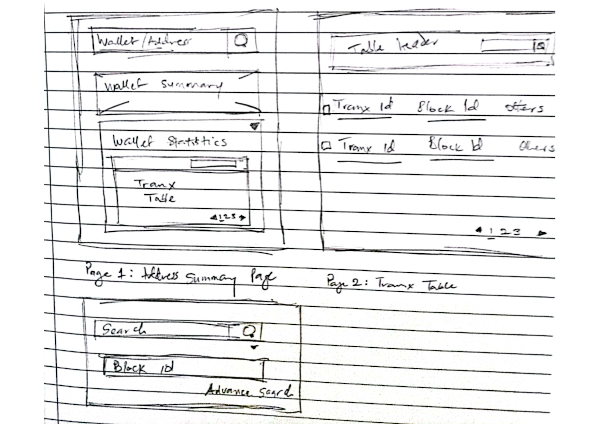 Wallet/Address
Wallet Summary
Wallet Statistics
Tranx
Table
1 2 3
Page 1: Address Summary Page
Table header
Tranx Id Block Id others
Tranx Id Block Id others
1 2 3
Page 2: Tranx Table
Search
Block id
Advance Search